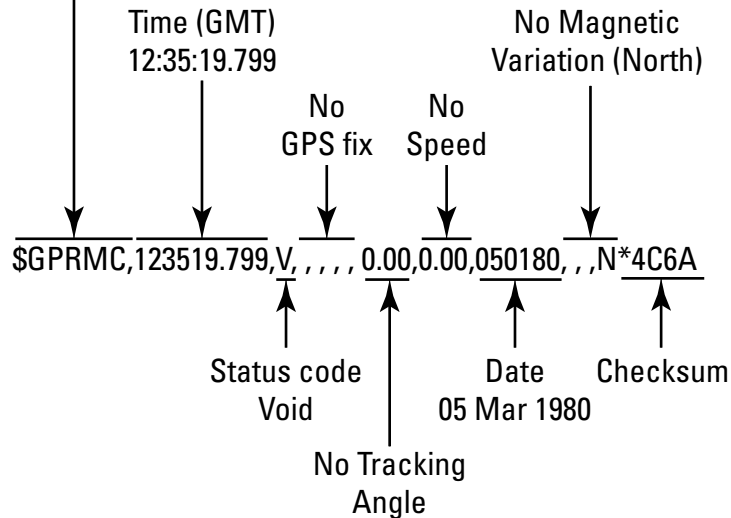 Time (GMT)
12:35:19.799
No Magnetic
Variation (North)
No
GPS fix
No
Speed
$GPRMC,123519.799,V, , , , , 0.00,0.00,050180, , ,N*4C6A
Status code
Void
Date
05 Mar 1980
Checksum
No Tracking
Angle